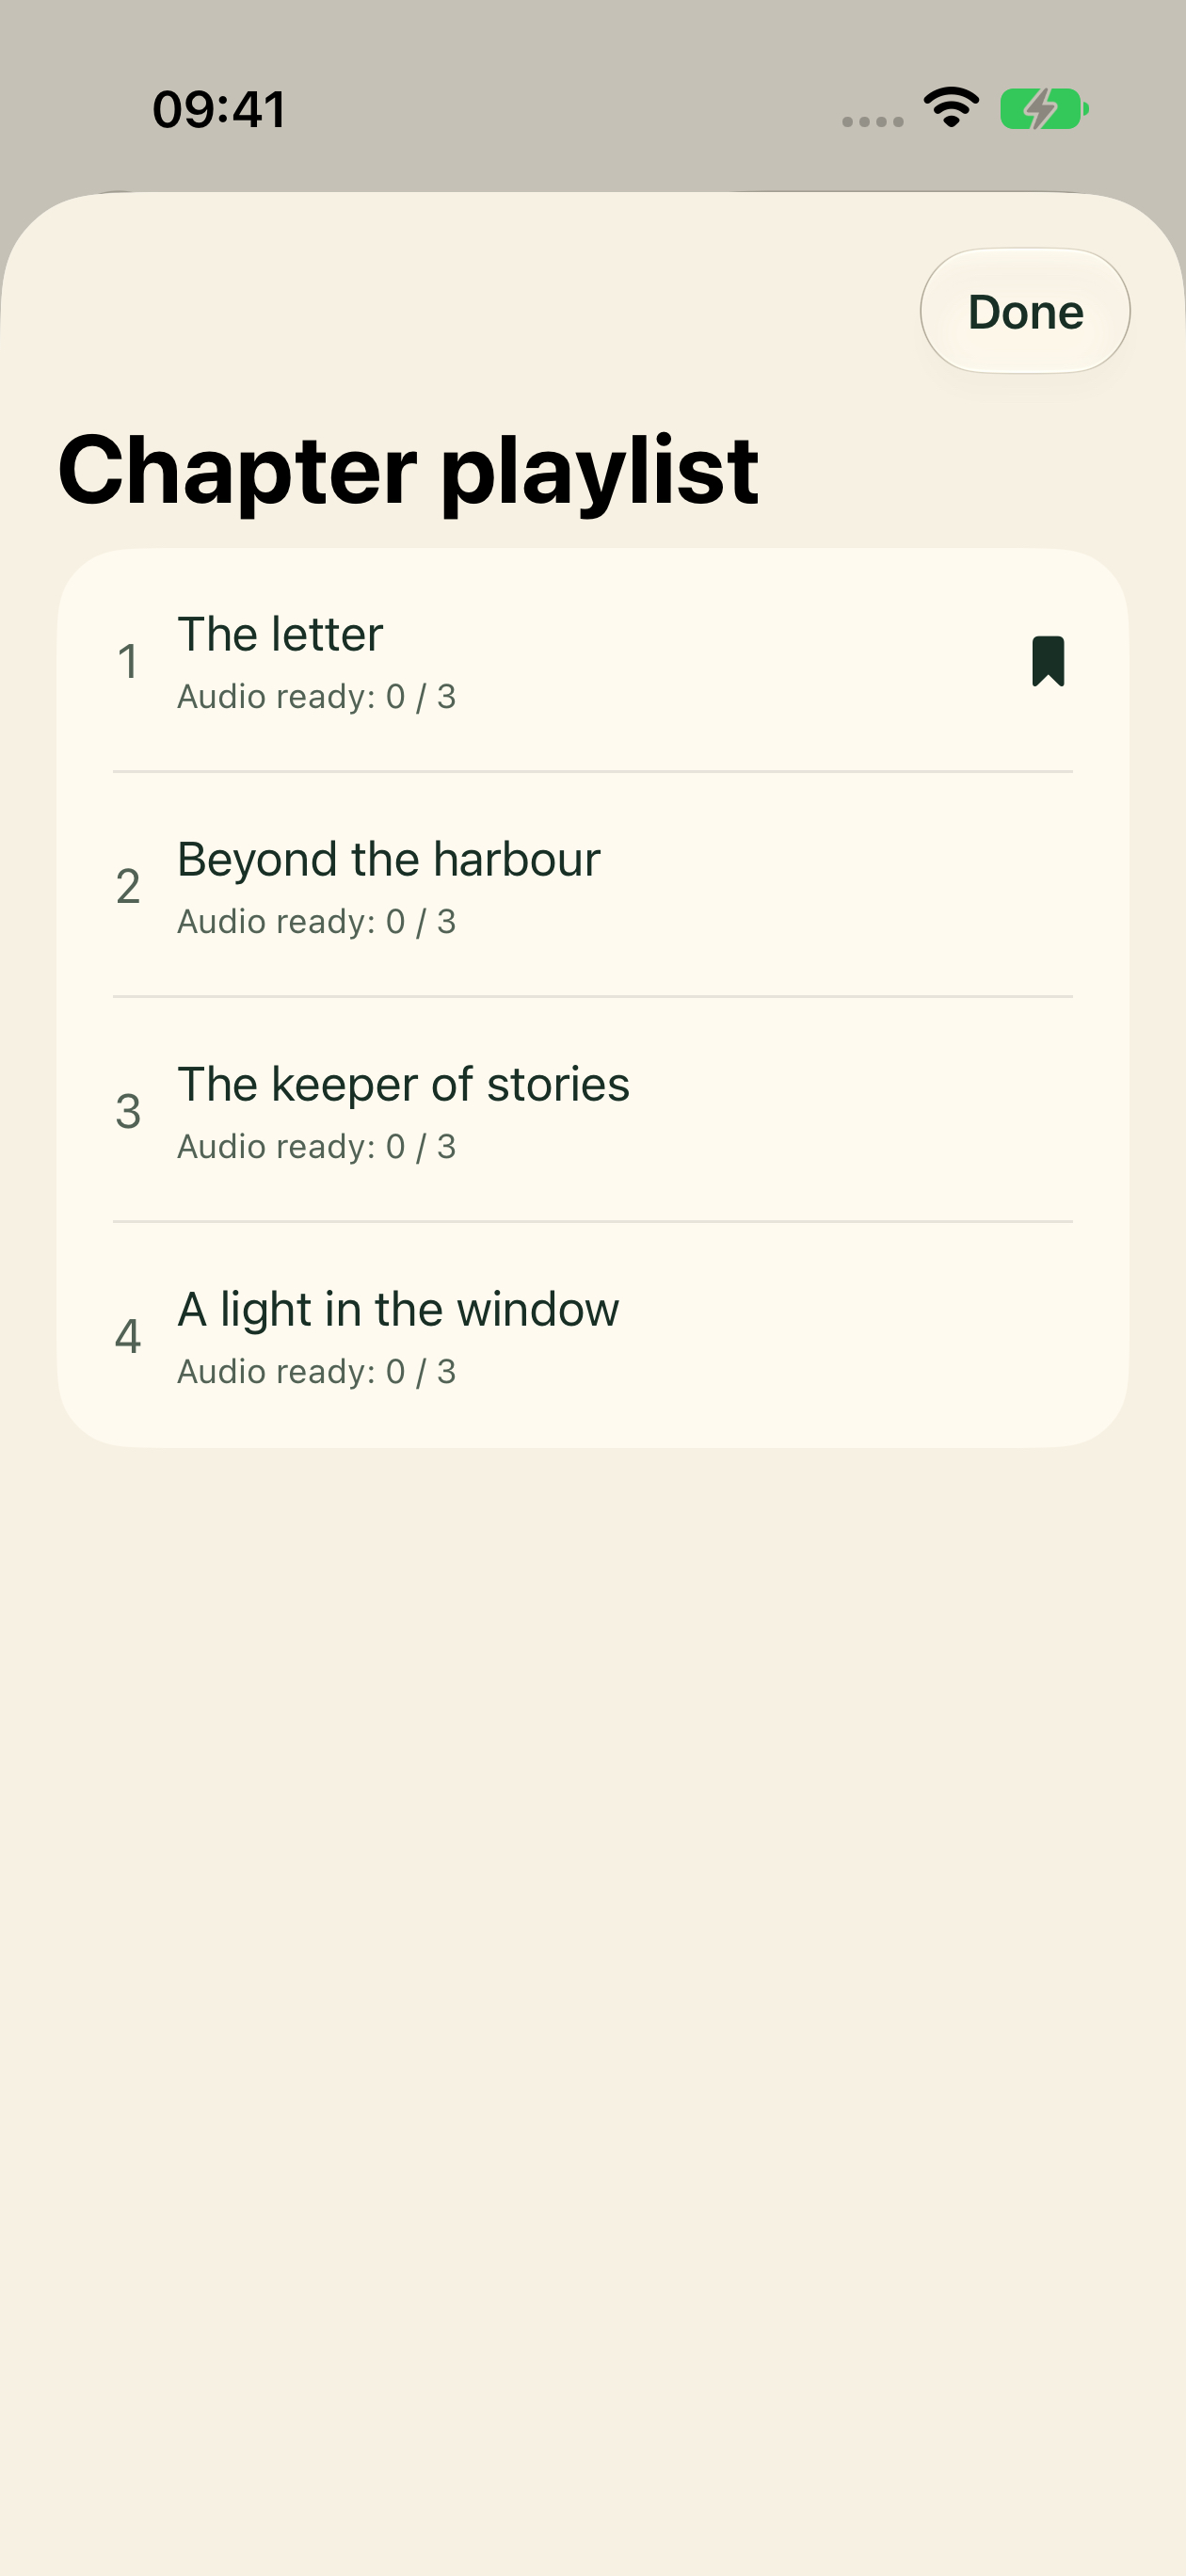 09:41
Done
Chapter playlist
1
The letter
Audio ready: 0 / 3
2
Beyond the harbour
Audio ready: 0 / 3
3
The keeper of stories
Audio ready: 0 / 3
4
A light in the window
Audio ready: 0 / 3